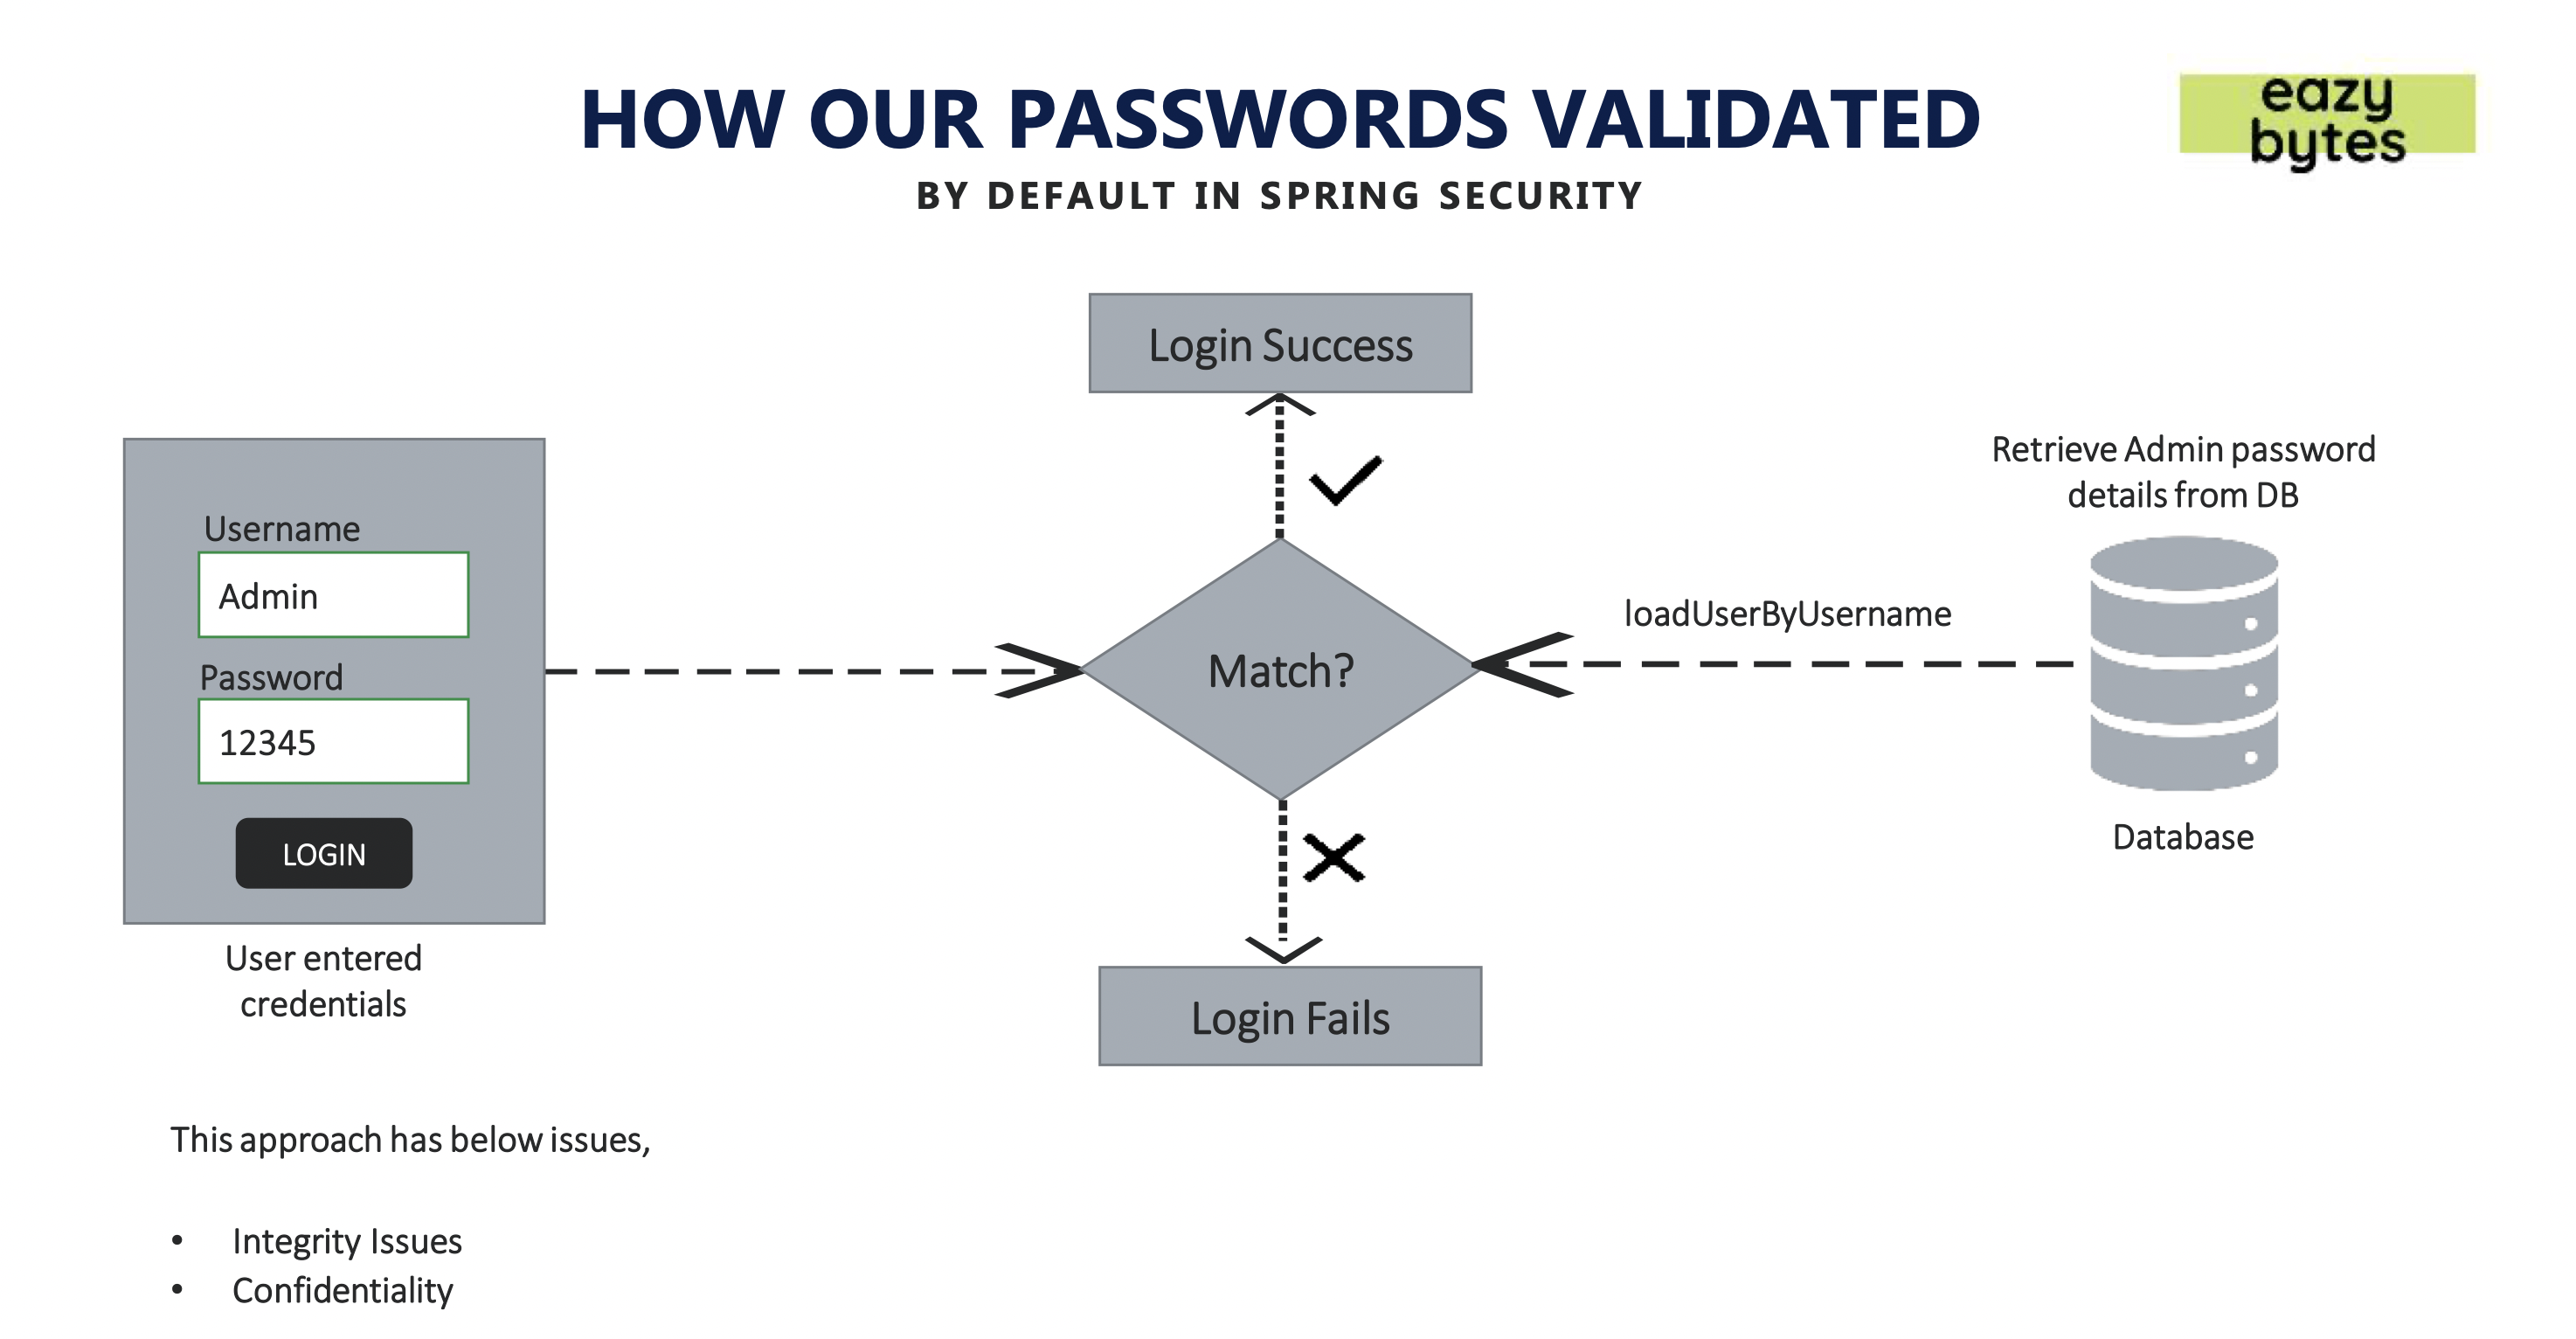 HOW OUR PASSWORDS VALIDATED
BY DEFAULT IN SPRING SECURITY
eazy
bytes
Login Success
Username
Admin
Password
12345
LOGIN
User entered
credentials
Match?
loadUserByUsername
Retrieve Admin password
details from DB
Database
Login Fails
This approach has below issues,
• Integrity Issues
• Confidentiality